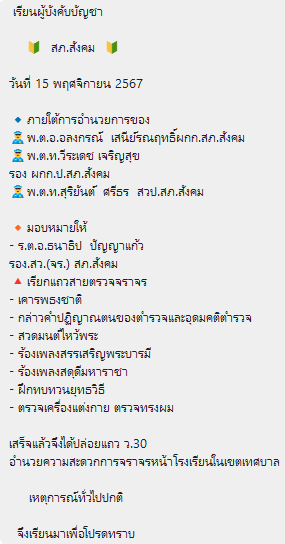 เรียนผู้บังคับบัญชา
🔰 สภ.สังคม 🔰
วันที่ 15 พฤศจิกายน 2567
🔹ภายใต้การอำนวยการของ
👮พ.ต.อ.อลงกรณ์ เสนีย์รณฤทธิ์ผกก.สภ.สังคม
👮พ.ต.ท.วีระเดช เจริญสุข
รอง ผกก.ป.สภ.สังคม
👮พ.ต.ท.สุริยันต์ ศรีธร สวป.สภ.สังคม
🔸มอบหมายให้
- ร.ต.อ.ธนาธิป ปัญญาแก้ว
รอง.สว.(จร.) สภ.สังคม
🔺เรียกแถวสายตรวจจราจร
- เคารพธงชาติ
- กล่าวคำปฏิญาณตนของตำรวจและอุดมคติตำรวจ
- สวดมนต์ไหว้พระ
- ร้องเพลงสรรเสริญพระบารมี
- ร้องเพลงสดุดีมหาราชา
- ฝึกทบทวนยุทธวิธี
- ตรวจเครื่องแต่งกาย ตรวจทรงผม
เสร็จแล้วจึงได้ปล่อยแถว ว.30
อำนวยความสะดวกการจราจรหน้าโรงเรียนในเขตเทศบาล
เหตุการณ์ทั่วไปปกติ
จึงเรียนมาเพื่อโปรดทราบ